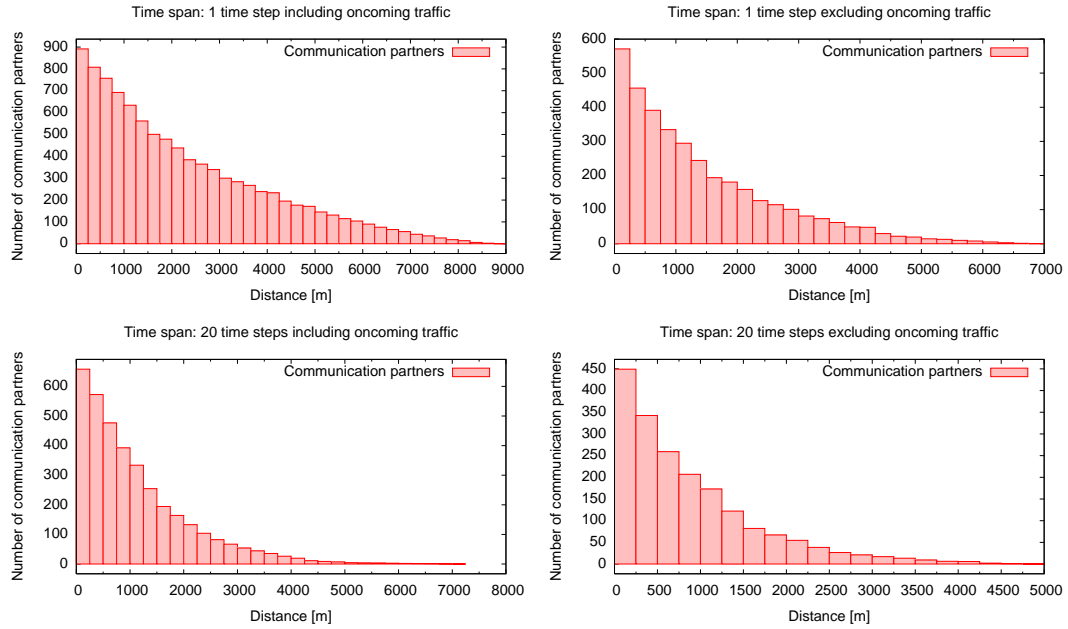 Time span: 1 time step including oncoming traffic
Number of communication partners
900
800
700
600
500
400
300
200
100
0
Communication partners
1000 2000 3000 4000 5000 6000 7000 8000 9000
Distance [m]
Time span: 1 time step excluding oncoming traffic
Number of communication partners
600
500
400
300
200
100
0
Communication partners
0 1000 2000 3000 4000 5000 6000 7000
Distance [m]
Time span: 20 time steps including oncoming traffic
Number of communication partners
600
500
400
300
200
100
0
Communication partners
0 1000 2000 3000 4000 5000 6000 7000 8000
Distance [m]
Time span: 20 time steps excluding oncoming traffic
Number of communication partners
450
400
350
300
250
200
150
100
50
0
Communication partners
0 500 1000 1500 2000 2500 3000 3500 4000 4500 5000
Distance [m]